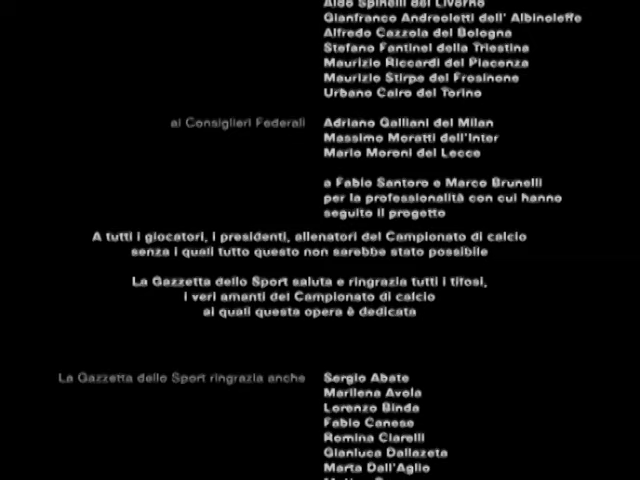 Aldo Spinelli del Livorno
Gianfranco Andreoletti dell' Albinoleffe
Alfredo Cazzola del Bologna
Stefano Fantinel della Triestina
Maurizio Riccardi del Piacenza
Maurizio Stirpe del Frosinone
Urbano Cairo del Torino
ai Consiglieri Federali Adriano Galliani del Milan
Massimo Moratti dell'Inter
Mario Moroni del Lecce
a Fabio Santoro e Marco Brunelli
per la professionalità con cui hanno
seguito il progetto
A tutti i giocatori, i presidenti, allenatori del Campionato di calcio
senza i quali tutto questo non sarebbe stato possibile
La Gazzetta dello Sport saluta e ringrazia tutti i tifosi,
i veri amanti del Campionato di calcio
ai quali questa opera è dedicata
La Gazzetta dello Sport ringrazia anche Sergio Abate
Marilena Avola
Lorenzo Binda
Fabio Canese
Romina Ciarelli
Gianluca Dallazeta
Marta Dall'Aglio